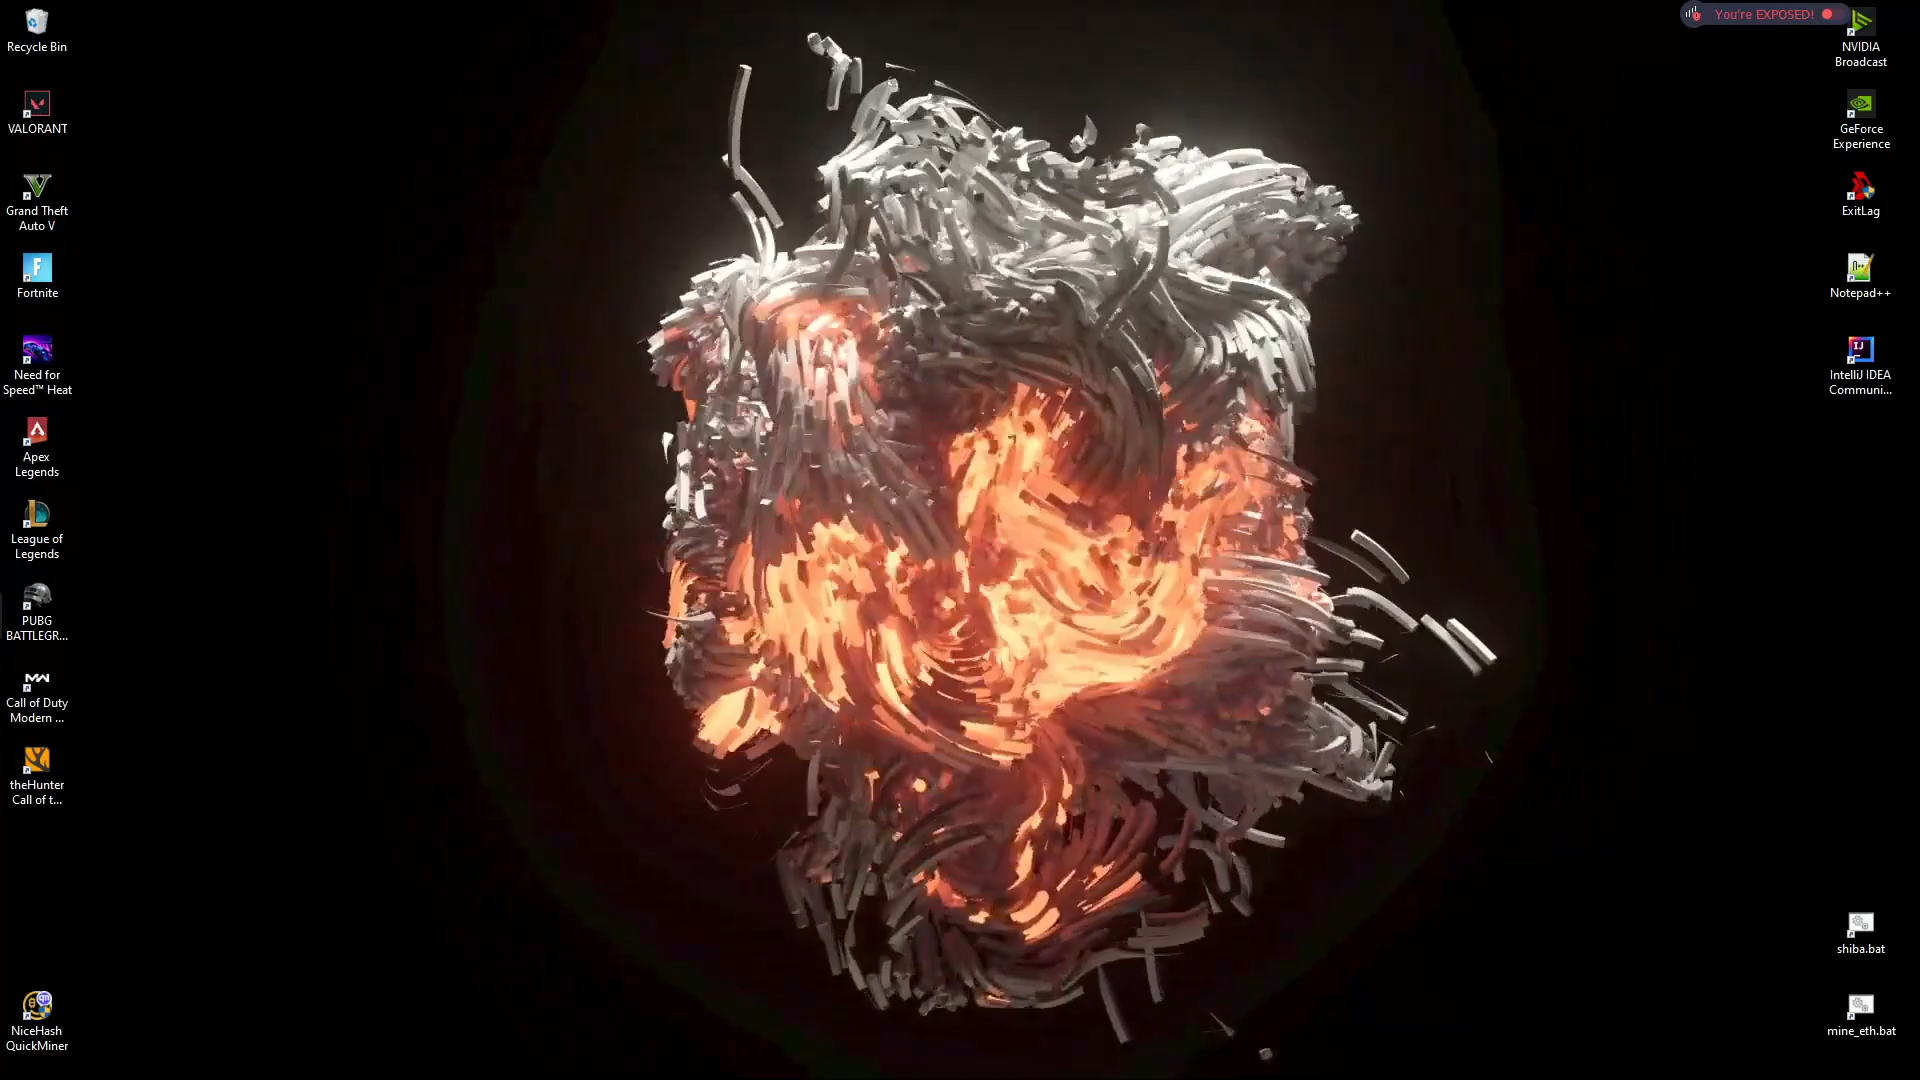 Recycle Bin
VALORANT
Grand Theft
Auto V
Fortnite
Need for
Speed™ Heat
Apex
Legends
League of
Legends
PUBG
BATTLEGR...
Call of Duty
Modern ...
theHunter
Call of t...
NiceHash
QuickMiner
You're EXPOSED!
NVIDIA
Broadcast
GeForce
Experience
ExitLag
Notepad++
IntelliJ IDEA
Communi...
shiba.bat
mine_eth.bat